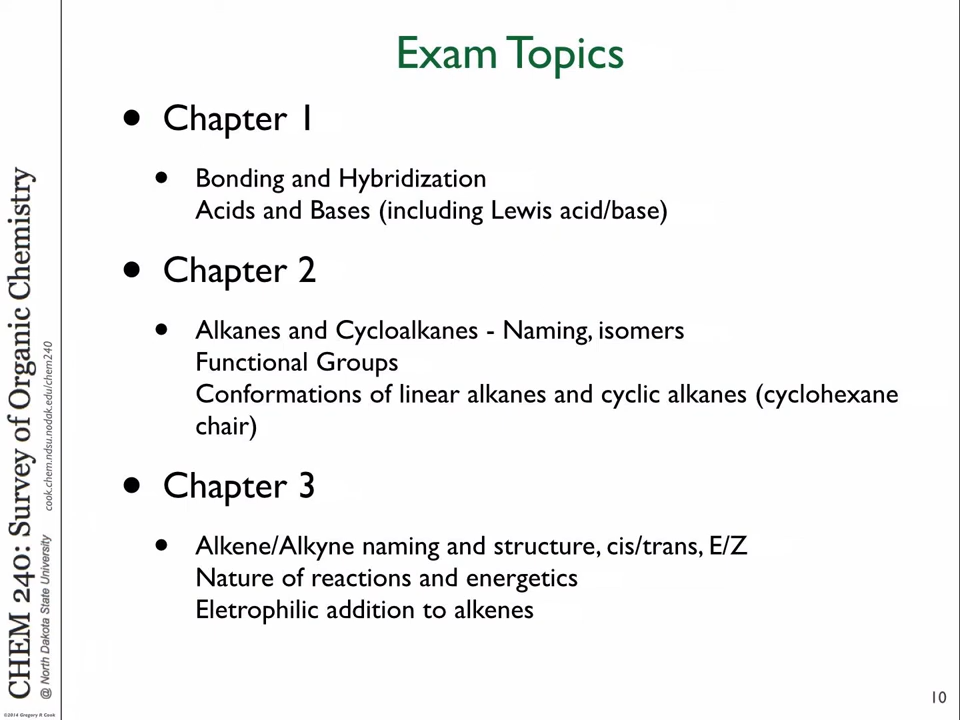 Exam Topics
• Chapter 1
• Bonding and Hybridization
Acids and Bases (including Lewis acid/base)
• Chapter 2
• Alkanes and Cycloalkanes - Naming, isomers
Functional Groups
Conformations of linear alkanes and cyclic alkanes (cyclohexane
chair)
• Chapter 3
• Alkene/Alkyne naming and structure, cis/trans, E/Z
Nature of reactions and energetics
Eletrophilic addition to alkenes
CHEM 240: Survey of Organic Chemistry
@ North Dakota State University
cook.chem.ndsu.nodak.edu/chem240
©2014 Gregory R Cook
10